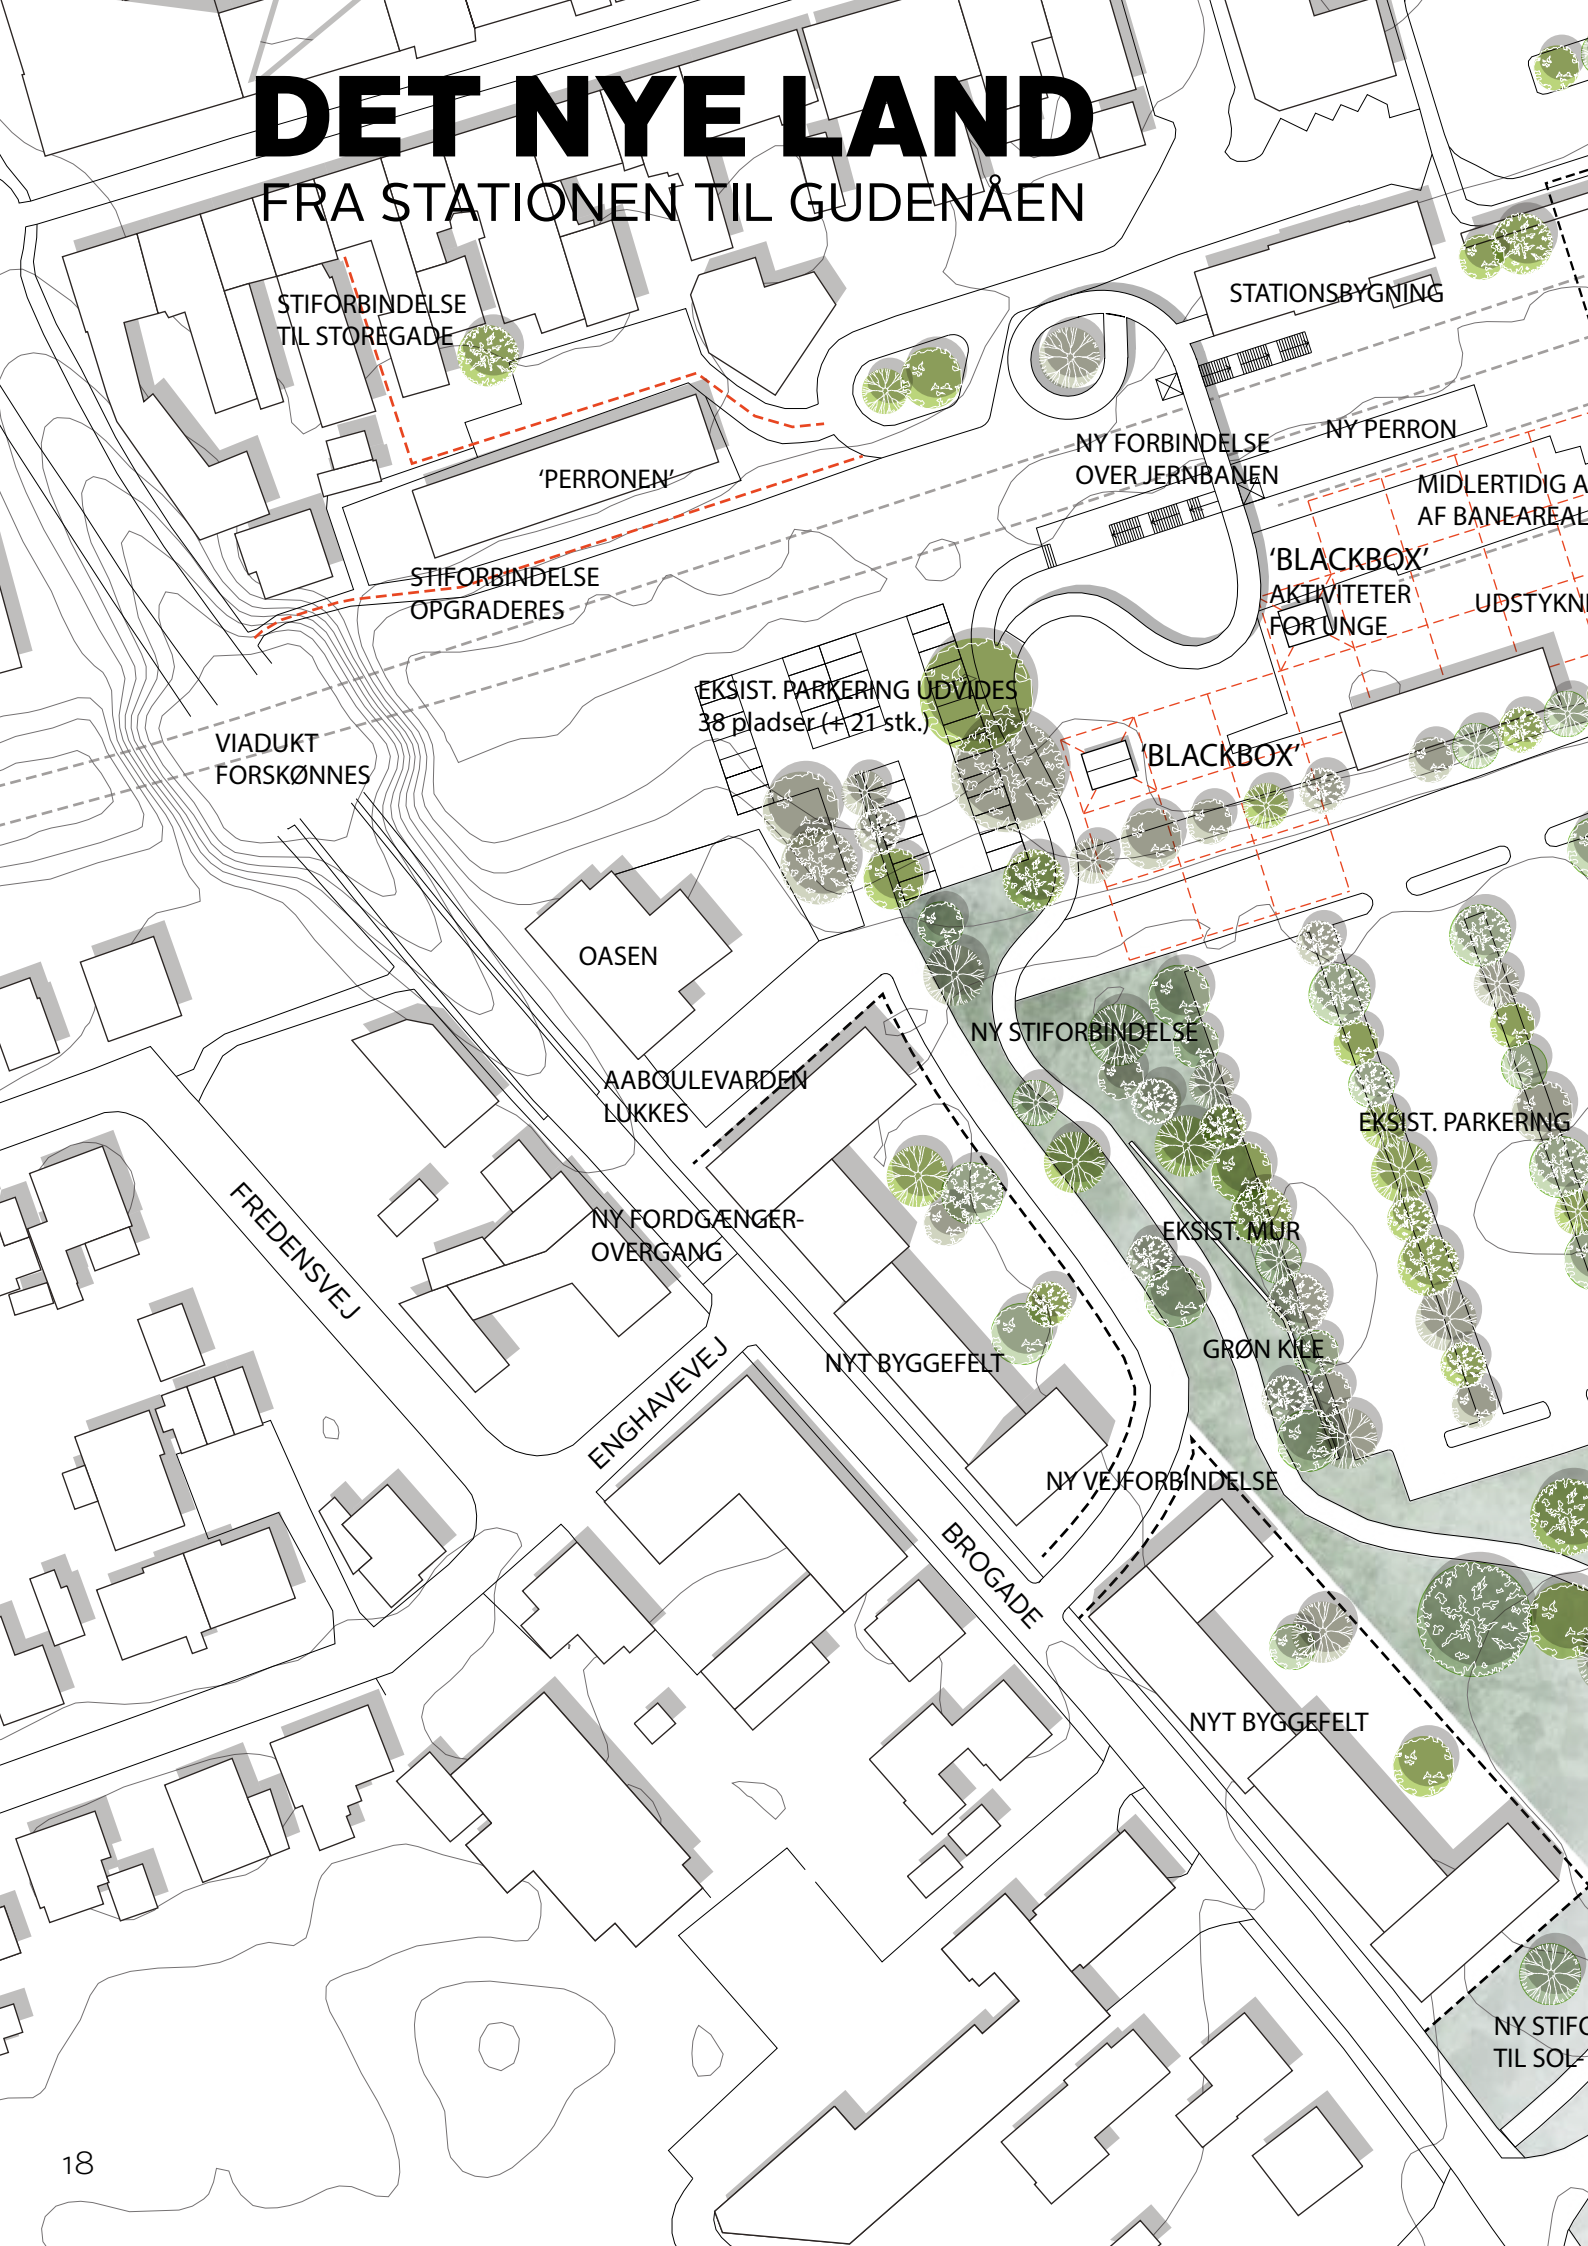 DET NYE LAND
FRA STATIONEN TIL GUDENÅEN
STIFORBINDELSE
TIL STOREGADE
STATIONSBYGNING
NY PERRON
NY FORBINDELSE
OVER JERNBANEN
'PERRONEN'
MIDLERTIDIG A
AF BANEAREAL
'BLACKBOX'
AKTIVITETER
FOR UNGE
UDSTYKNI
STIFORBINDELSE
OPGRADERES
EKSIST. PARKERING UDVIDES
38 pladser (+ 21 stk.)
VIADUKT
FORSKØNNES
'BLACKBOX'
OASEN
NY STIFORBINDELSE
AABOULEVARDEN
LUKKES
EKSIST. PARKERING
NY FORDGÆNGER-
OVERGANG
EKSIST. MUR
FREDENSVEJ
GRØN KILE
NYT BYGGEFELT
ENGHAVEVEJ
NY VEJFORBINDELSE
BROGADE
NYT BYGGEFELT
NY STIFO
TIL SOL-
18